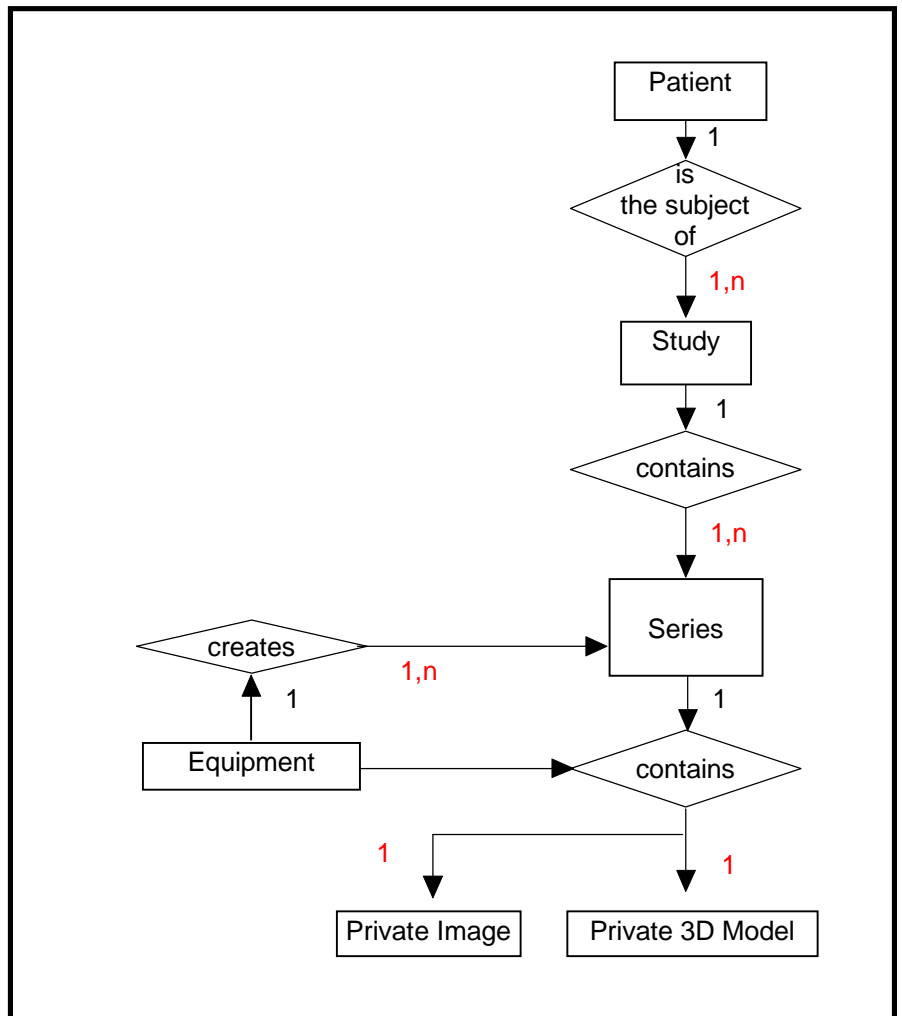 Patient
1
is
the subject
of
1,n
Study
1
contains
1,n
Series
creates
1,n
1
1
Equipment
contains
1
1
Private Image
Private 3D Model